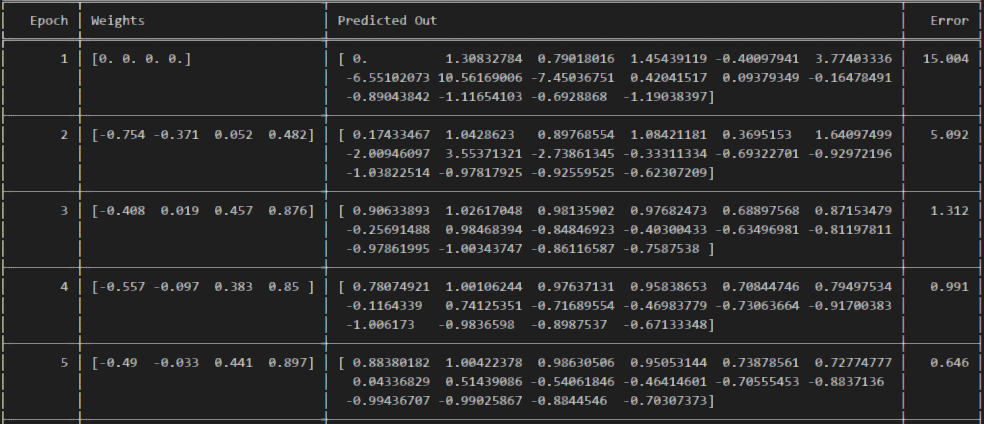 Epoch Weights Predicted Out Error
1 [0. 0. 0. 0.] [ 0. 1.30832784 0.79018016 1.45439119 -0.40097941 3.77403336 15.004
-6.55102073 10.56169006 -7.45036751 0.42041517 0.09379349 -0.16478491
-0.89043842 -1.11654103 -0.6928868 -1.19038397]
2 [-0.754 -0.371 0.052 0.482] [ 0.17433467 1.0428623 0.89768554 1.08421181 0.3695153 1.64097499 5.092
-2.00946097 3.55371321 -2.73861345 -0.33311334 -0.69322701 -0.92972196
-1.03822514 -0.97817925 -0.92559525 -0.62307209]
3 [-0.408 0.019 0.457 0.876] [ 0.90633893 1.02617048 0.98135902 0.97682473 0.68897568 0.87153479 1.312
-0.25691488 0.98468394 -0.84846923 -0.40300433 -0.63496981 -0.81197811
-0.97861995 -1.00343747 -0.86116587 -0.7587538 ]
4 [-0.557 -0.097 0.383 0.85 ] [ 0.78074921 1.00106244 0.97637131 0.95838653 0.70844746 0.79497534 0.991
-0.1164339 0.74125351 -0.71689554 -0.46983779 -0.73063664 -0.91700383
-1.006173 -0.9836598 -0.8987537 -0.67133348]
5 [-0.49 -0.033 0.441 0.897] [ 0.88380182 1.00422378 0.98630506 0.95053144 0.73878561 0.72774777 0.646
0.04336829 0.51439086 -0.54061846 -0.46414601 -0.70555453 -0.8837136
-0.99436707 -0.99025867 -0.8844546 -0.70307373]